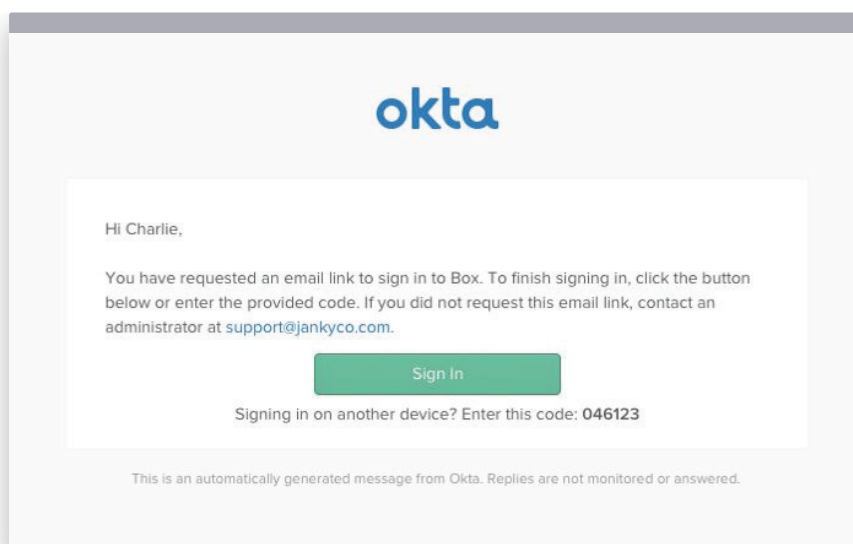 okta
Hi Charlie,
You have requested an email link to sign in to Box. To finish signing in, click the button
below or enter the provided code. If you did not request this email link, contact an
administrator at support@jankyco.com.
Sign In
Signing in on another device? Enter this code: 046123
This is an automatically generated message from Okta. Replies are not monitored or answered.